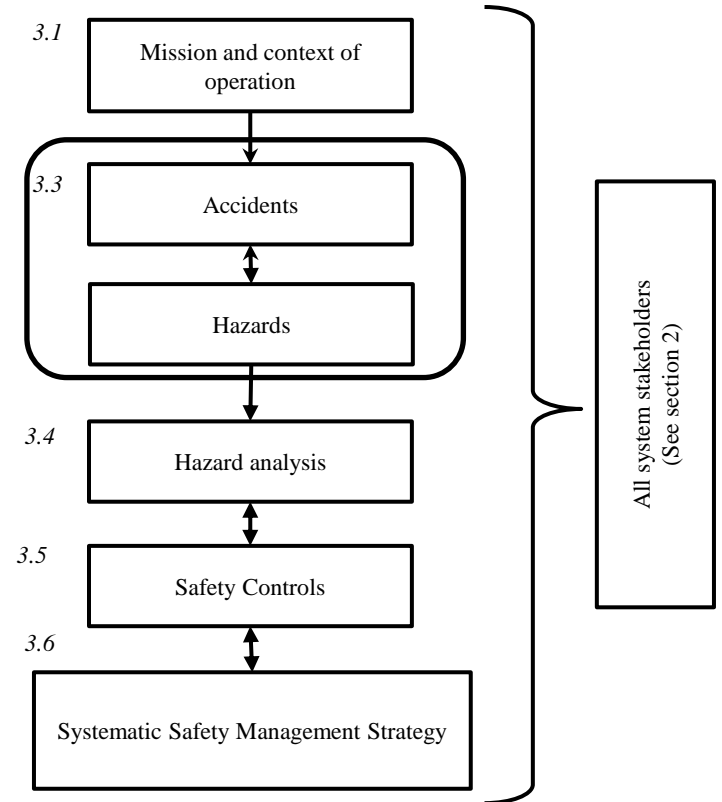 3.1
Mission and context of
operation
3.3
Accidents
Hazards
3.4
Hazard analysis
3.5
Safety Controls
3.6
Systematic Safety Management Strategy
All system stakeholders
(See section 2)